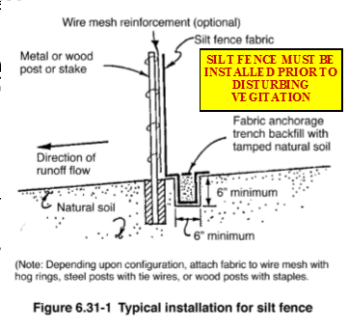 Wire mesh reinforcement (optional)
Silt fence fabric
Metal or wood
post or stake
SILT FENCE MUST BE
INSTALLED PRIOR TO
DISTURBING
VEGITATION
Fabric anchorage
trench backfill with
tamped natural soil
Direction of
runoff flow
6" minimum
Natural soil
6" minimum
(Note: Depending upon configuration, attach fabric to wire mesh with
hog rings, steel posts with tie wires, or wood posts with staples.
Figure 6.31-1 Typical installation for silt fence